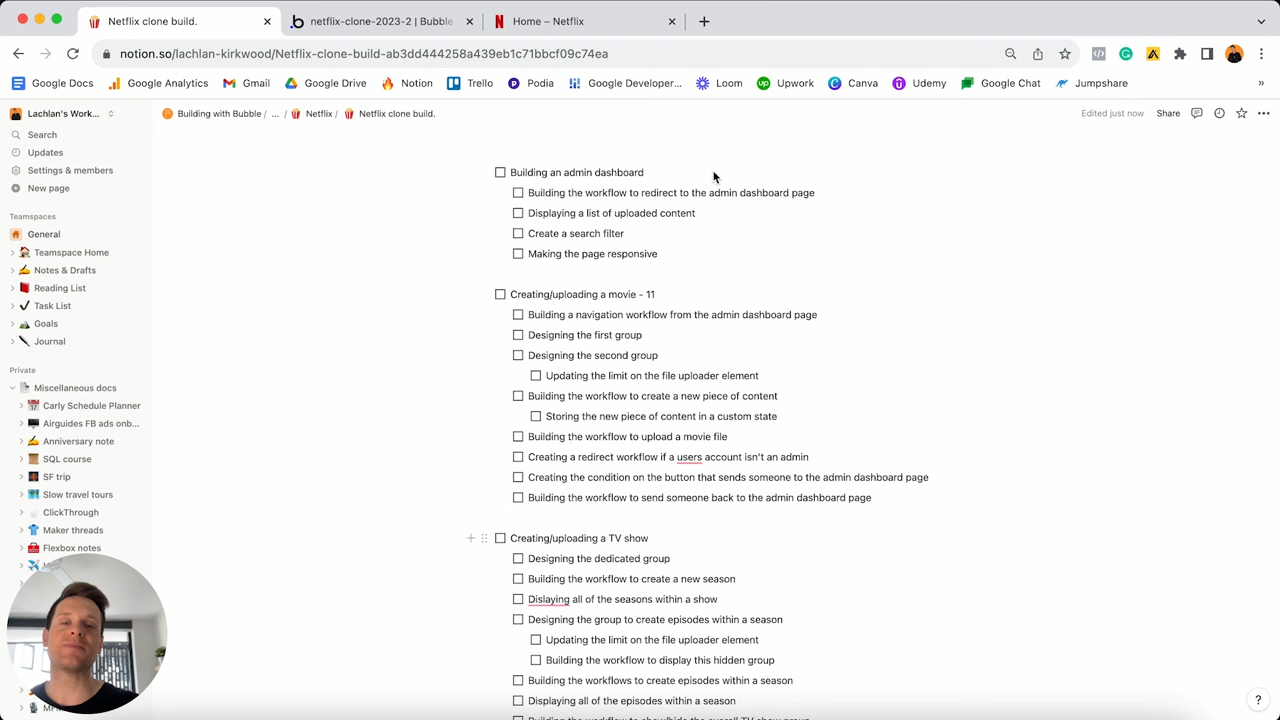 Netflix clone build.
netflix-clone-2023-2 | Bubble
Home – Netflix
notion.so/lachlan-kirkwood/Netflix-clone-build-ab3dd444258a439eb1c71bbcf09c74ea
Google Docs
Google Analytics
Gmail
Google Drive
Notion
Trello
Podia
Google Developer...
Loom
Upwork
Canva
Udemy
Google Chat
Jumpshare
»
Lachlan's Work...
Building with Bubble / ... / Netflix / Netflix clone build.
Edited just now
Share
Search
Updates
Settings & members
New page
Teamspaces
General
Teamspace Home
Notes & Drafts
Reading List
Task List
Goals
Journal
Private
Miscellaneous docs
Carly Schedule Planner
Airguides FB ads onb...
Anniversary note
SQL course
SF trip
Slow travel tours
ClickThrough
Maker threads
Flexbox notes
Building an admin dashboard
Building the workflow to redirect to the admin dashboard page
Displaying a list of uploaded content
Create a search filter
Making the page responsive
Creating/uploading a movie - 11
Building a navigation workflow from the admin dashboard page
Designing the first group
Designing the second group
Updating the limit on the file uploader element
Building the workflow to create a new piece of content
Storing the new piece of content in a custom state
Building the workflow to upload a movie file
Creating a redirect workflow if a users account isn't an admin
Creating the condition on the button that sends someone to the admin dashboard page
Building the workflow to send someone back to the admin dashboard page
Creating/uploading a TV show
Designing the dedicated group
Building the workflow to create a new season
Dislaying all of the seasons within a show
Designing the group to create episodes within a season
Updating the limit on the file uploader element
Building the workflow to display this hidden group
Building the workflows to create episodes within a season
Displaying all of the episodes within a season
?